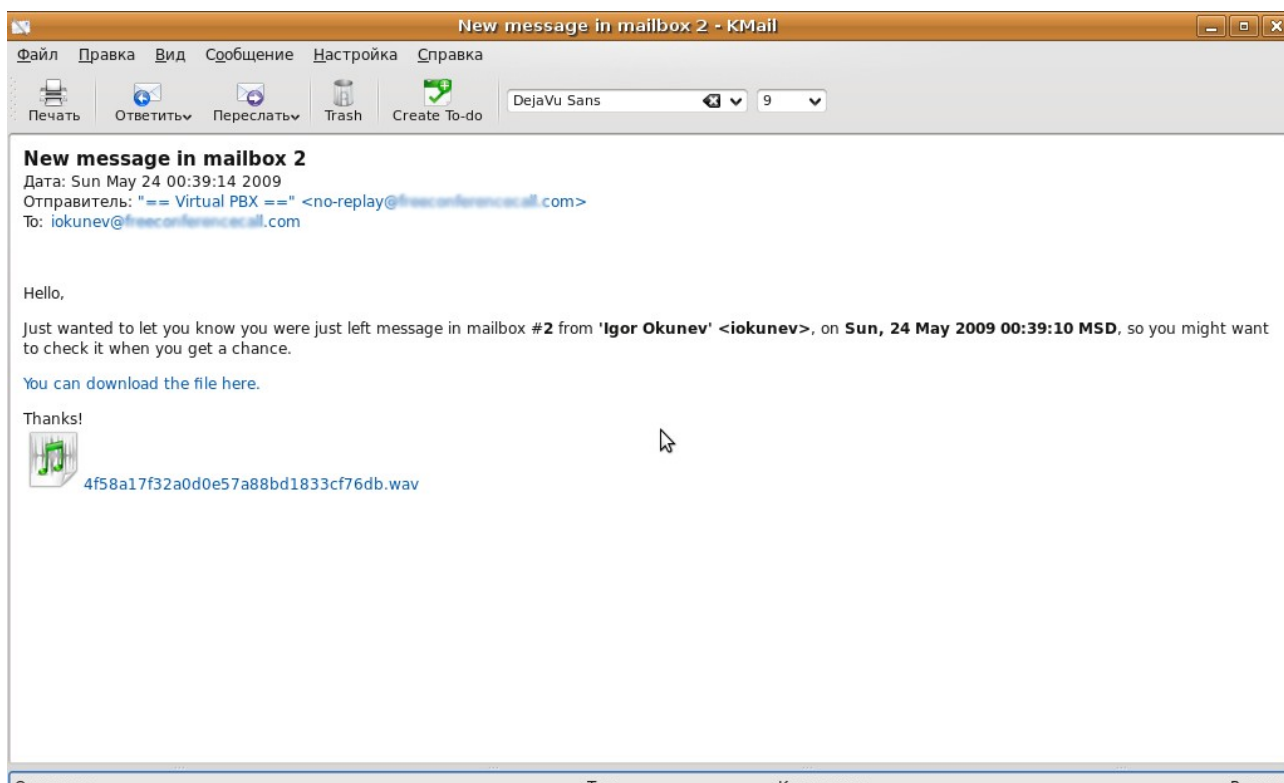 New message in mailbox 2 - KMail
Файл Правка Вид Сообщение Настройка Справка
Печать Ответить Переслать Trash Create To-do DejaVu Sans 9
New message in mailbox 2
Дата: Sun May 24 00:39:14 2009
Отправитель: "== Virtual PBX ==" <no-replay@ .com>
To: iokunev@ .com
Hello,
Just wanted to let you know you were just left message in mailbox #2 from 'Igor Okunev' <iokunev>, on Sun, 24 May 2009 00:39:10 MSD, so you might want
to check it when you get a chance.
You can download the file here.
Thanks!
4f58a17f32a0d0e57a88bd1833cf76db.wav